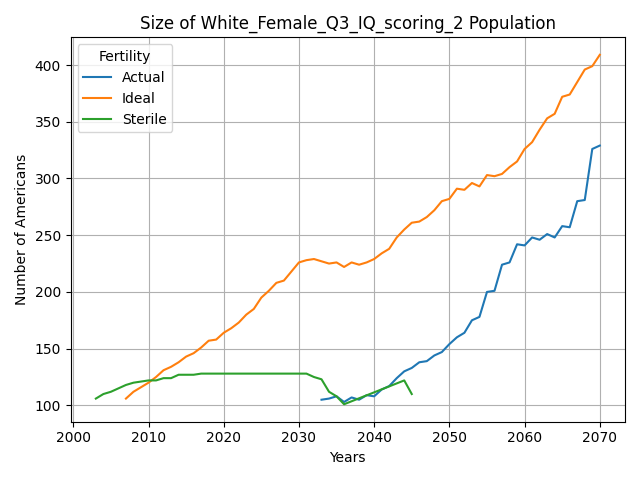 Size of White_Female_Q3_IQ_scoring_2 Population
Fertility
Actual
Ideal
Sterile
Number of Americans
400
350
300
250
200
150
100
2000 2010 2020 2030 2040 2050 2060 2070
Years